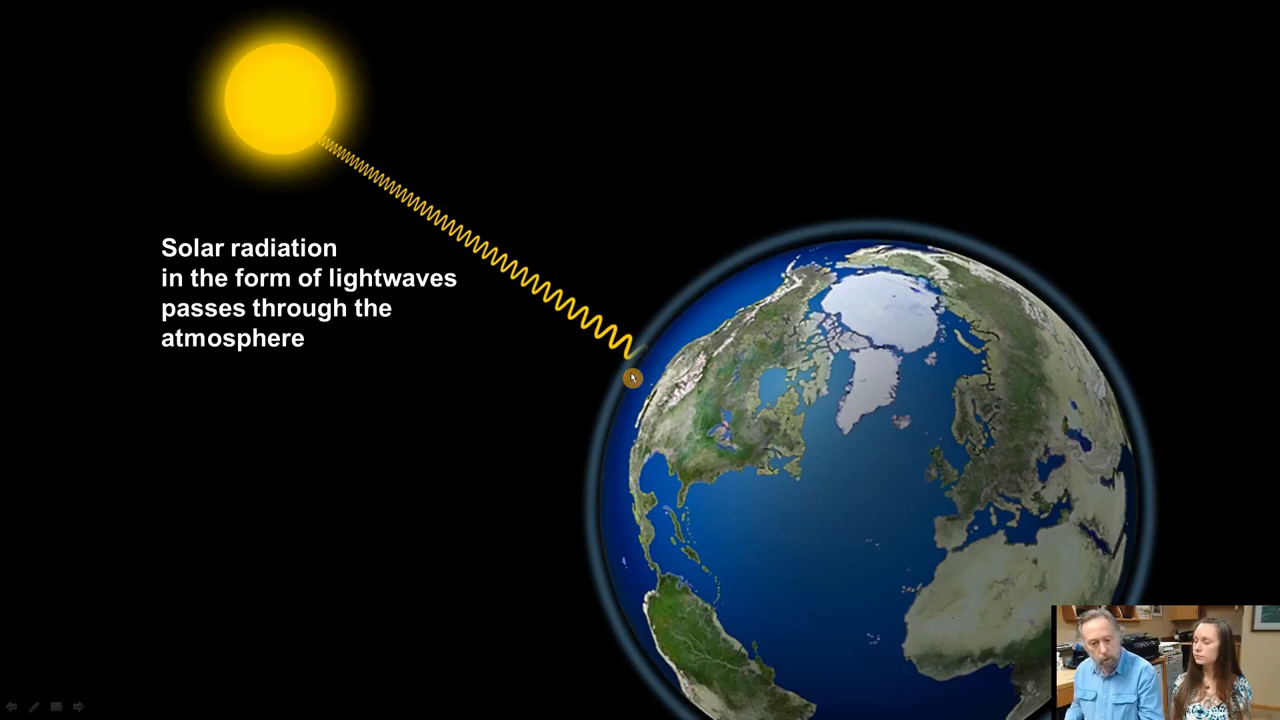 Solar radiation
in the form of lightwaves
passes through the
atmosphere